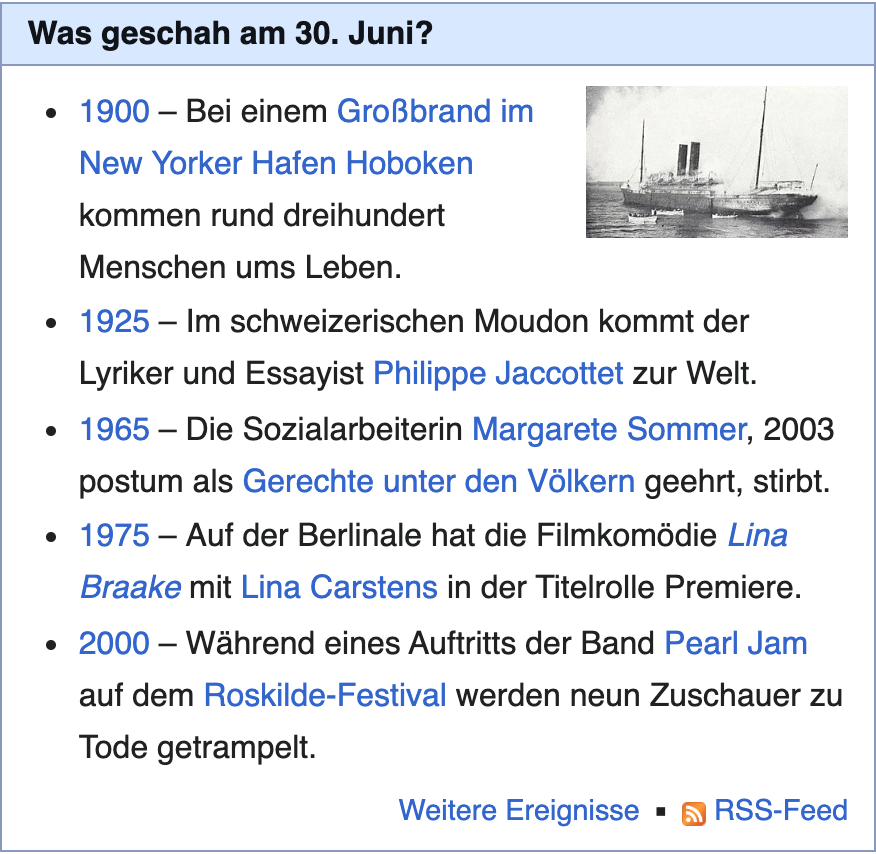 Was geschah am 30. Juni?
• 1900 – Bei einem Großbrand im
New Yorker Hafen Hoboken
kommen rund dreihundert
Menschen ums Leben.
• 1925 – Im schweizerischen Moudon kommt der
Lyriker und Essayist Philippe Jaccottet zur Welt.
• 1965 – Die Sozialarbeiterin Margarete Sommer, 2003
postum als Gerechte unter den Völkern geehrt, stirbt.
• 1975 – Auf der Berlinale hat die Filmkomödie Lina
Braake mit Lina Carstens in der Titelrolle Premiere.
• 2000 – Während eines Auftritts der Band Pearl Jam
auf dem Roskilde-Festival werden neun Zuschauer zu
Tode getrampelt.
Weitere Ereignisse ▪ RSS-Feed